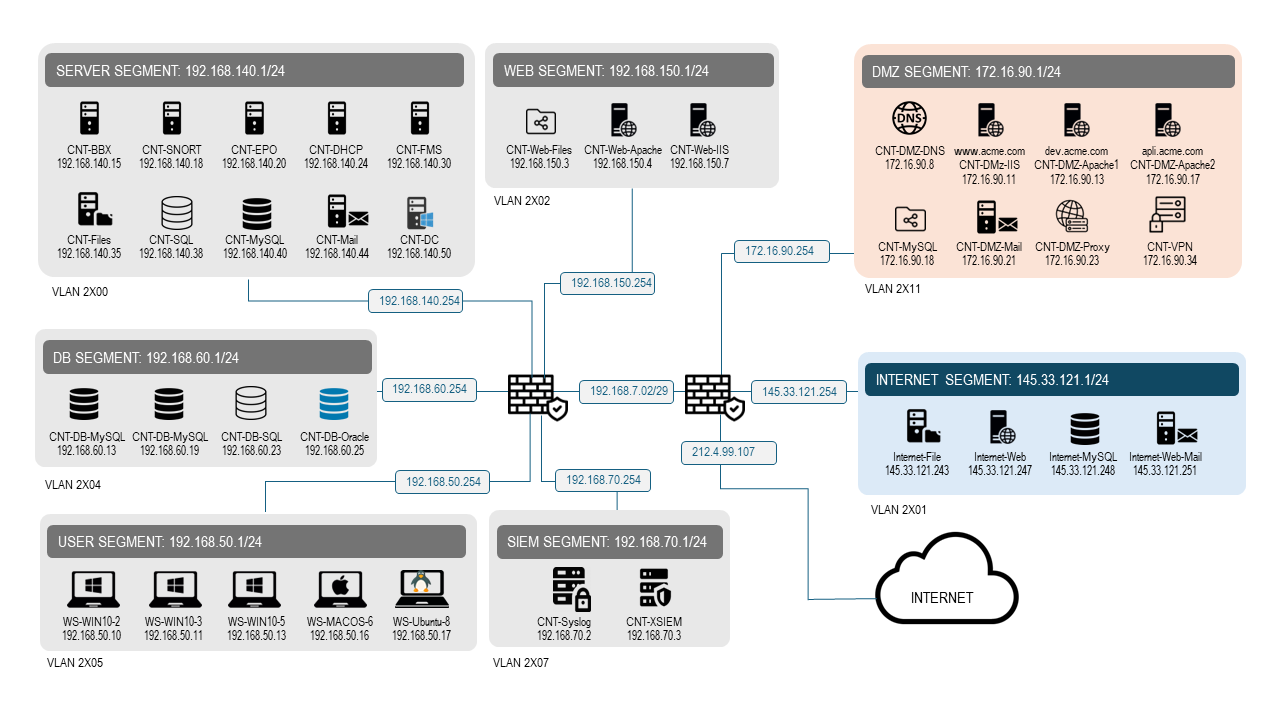 SERVER SEGMENT: 192.168.140.1/24
CNT-BBX
192.168.140.15
CNT-SNORT
192.168.140.18
CNT-EPO
192.168.140.20
CNT-DHCP
192.168.140.24
CNT-FMS
192.168.140.30
CNT-Files
192.168.140.35
CNT-SQL
192.168.140.38
CNT-MySQL
192.168.140.40
CNT-Mail
192.168.140.44
CNT-DC
192.168.140.50
VLAN 2X00
WEB SEGMENT: 192.168.150.1/24
CNT-Web-Files
192.168.150.3
CNT-Web-Apache
192.168.150.4
CNT-Web-IIS
192.168.150.7
VLAN 2X02
DMZ SEGMENT: 172.16.90.1/24
DNS
CNT-DMZ-DNS
172.16.90.8
www.acme.com
CNT-DMz-IIS
172.16.90.11
dev.acme.com
CNT-DMZ-Apache1
172.16.90.13
apli.acme.com
CNT-DMZ-Apache2
172.16.90.17
CNT-MySQL
172.16.90.18
CNT-DMZ-Mail
172.16.90.21
CNT-DMZ-Proxy
172.16.90.23
CNT-VPN
172.16.90.34
VLAN 2X11
172.16.90.254
192.168.150.254
192.168.140.254
DB SEGMENT: 192.168.60.1/24
CNT-DB-MySQL
192.168.60.13
CNT-DB-MySQL
192.168.60.19
CNT-DB-SQL
192.168.60.23
CNT-DB-Oracle
192.168.60.25
VLAN 2X04
192.168.60.254
192.168.7.02/29
145.33.121.254
212.4.99.107
INTERNET SEGMENT: 145.33.121.1/24
Internet-File
145.33.121.243
Internet-Web
145.33.121.247
Internet-MySQL
145.33.121.248
Internet-Web-Mail
145.33.121.251
VLAN 2X01
192.168.50.254
192.168.70.254
USER SEGMENT: 192.168.50.1/24
WS-WIN10-2
192.168.50.10
WS-WIN10-3
192.168.50.11
WS-WIN10-5
192.168.50.13
WS-MACOS-6
192.168.50.16
WS-Ubuntu-8
192.168.50.17
VLAN 2X05
SIEM SEGMENT: 192.168.70.1/24
CNT-Syslog
192.168.70.2
CNT-XSIEM
192.168.70.3
VLAN 2X07
INTERNET